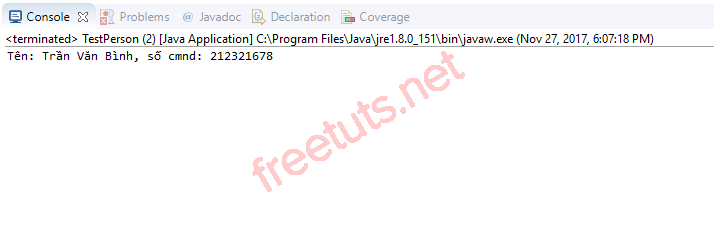 Console Problems @ Javadoc Declaration Coverage
<terminated> TestPerson (2) [Java Application] C:\Program Files\Java\jre1.8.0_151\bin\javaw.exe (Nov 27, 2017, 6:07:18 PM)
Tên: Trần Văn Bình, số cmnd: 212321678
freetuts.net